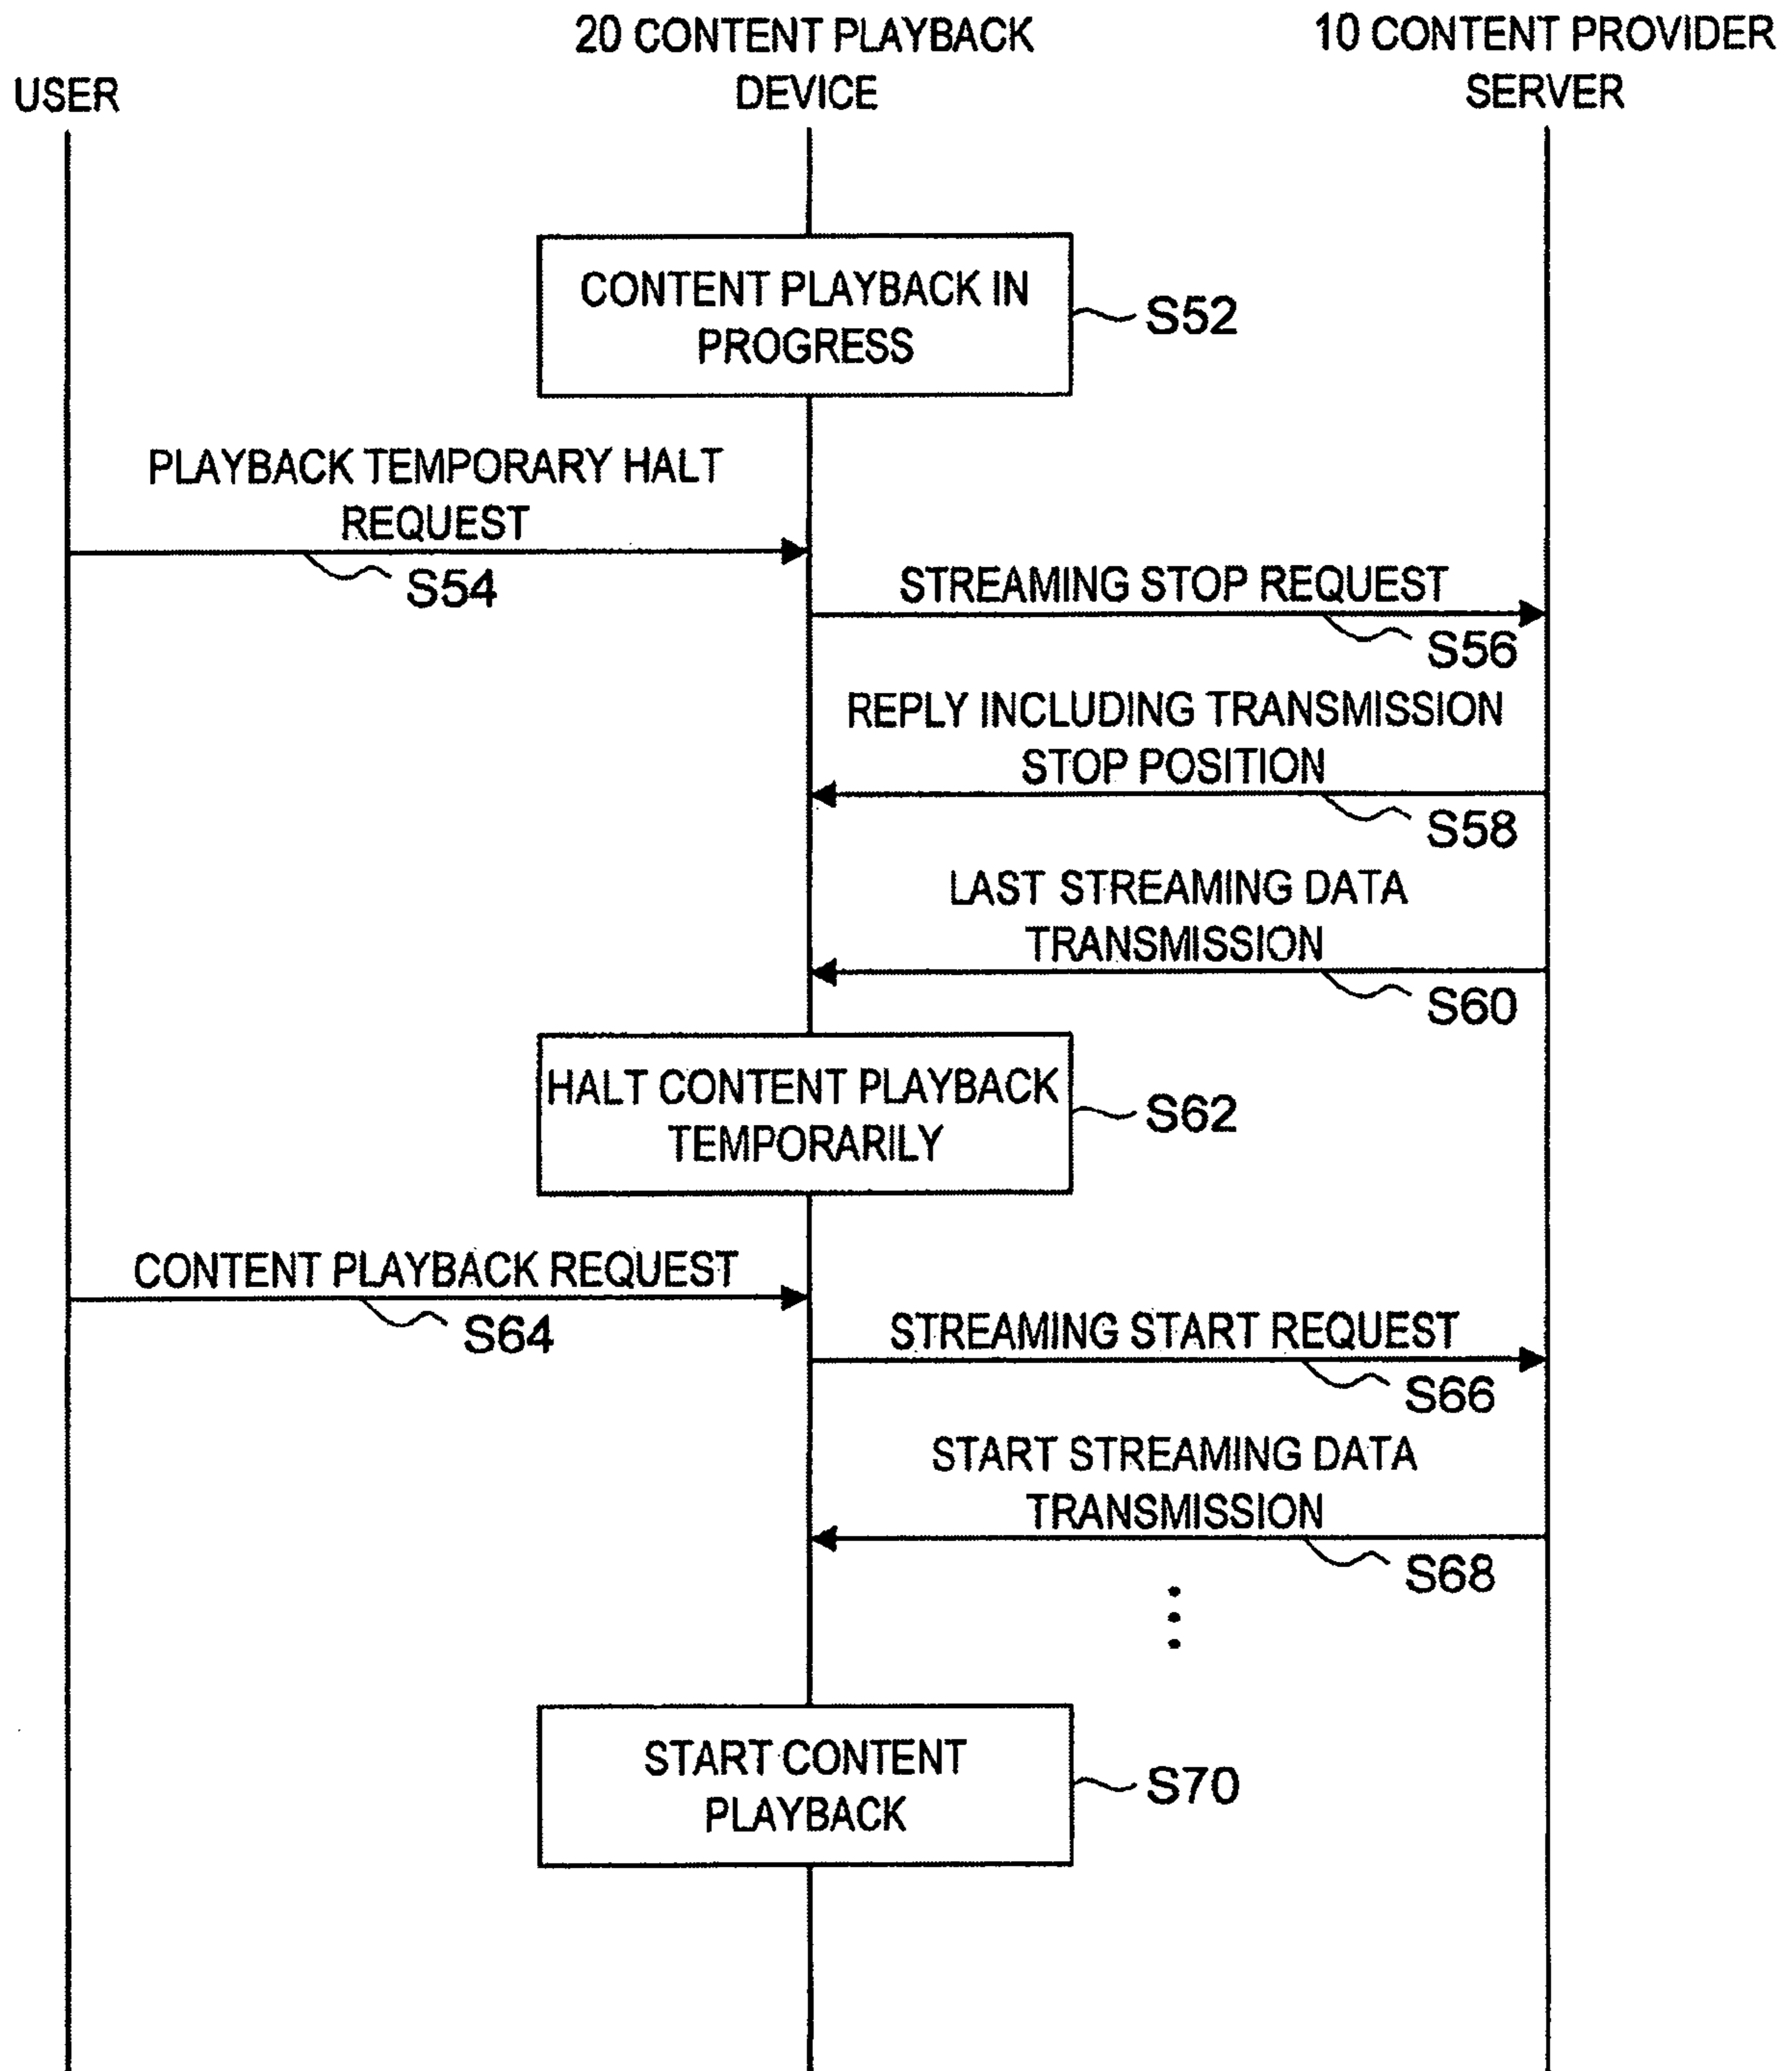 20 CONTENT PLAYBACK
DEVICE
10 CONTENT PROVIDER
SERVER
USER
CONTENT PLAYBACK IN
PROGRESS
S52
PLAYBACK TEMPORARY HALT
REQUEST
S54
STREAMING STOP REQUEST
S56
REPLY INCLUDING TRANSMISSION
STOP POSITION
S58
LAST STREAMING DATA
TRANSMISSION
S60
HALT CONTENT PLAYBACK
TEMPORARILY
S62
CONTENT PLAYBACK REQUEST
S64
STREAMING START REQUEST
S66
START STREAMING DATA
TRANSMISSION
S68
START CONTENT
PLAYBACK
S70